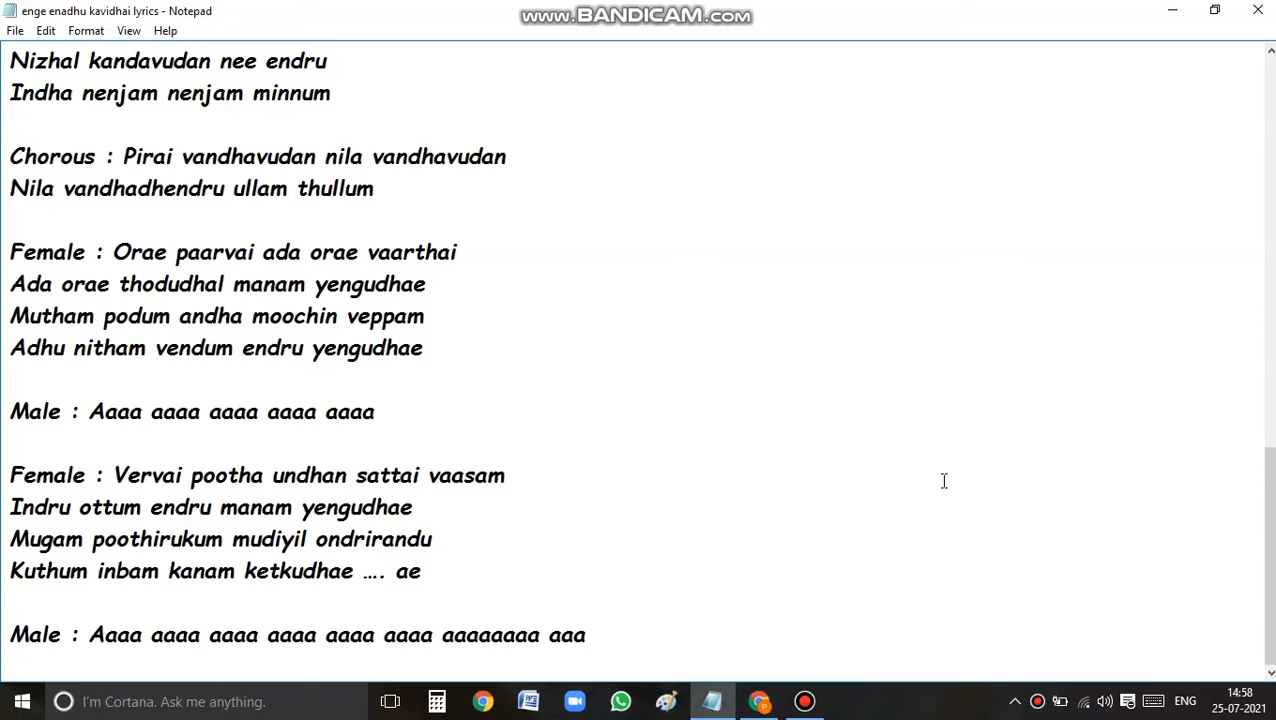 enge enadhu kavidhai lyrics - Notepad
WWW.BANDICAM.COM
File Edit Format View Help
Nizhal kandavudan nee endru
Indha nenjam nenjam minnum
Chorous : Pirai vandhavudan nila vandhavudan
Nila vandhadhendru ullam thullum
Female : Orae paarvai ada orae vaarthai
Ada orae thodudhal manam yengudhae
Mutham podum andha moochin veppam
Adhu nitham vendum endru yengudhae
Male : Aaaa aaaa aaaa aaaa aaaa
Female : Vervai pootha undhan sattai vaasam
Indru ottum endru manam yengudhae
Mugam poothirukum mudiyil ondrirandu
Kuthum inbam kanam ketkudhae .... ae
Male : Aaaa aaaa aaaa aaaa aaaa aaaa aaaaaaaa aaa
I'm Cortana. Ask me anything.
ENG
14:58
25-07-2021